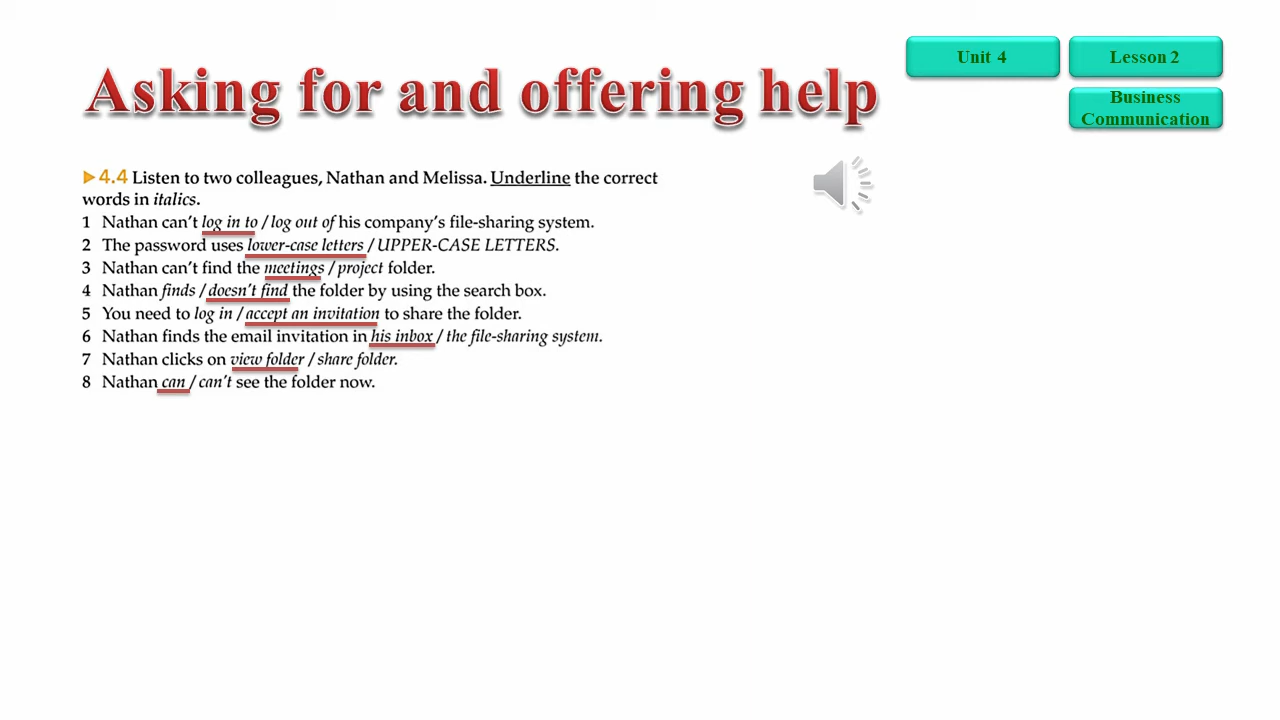 Asking for and offering help
Unit 4
Lesson 2
Business
Communication
4.4 Listen to two colleagues, Nathan and Melissa. Underline the correct
words in italics.
1 Nathan can't log in to / log out of his company's file-sharing system.
2 The password uses lower-case letters / UPPER-CASE LETTERS.
3 Nathan can't find the meetings / project folder.
4 Nathan finds / doesn't find the folder by using the search box.
5 You need to log in / accept an invitation to share the folder.
6 Nathan finds the email invitation in his inbox / the file-sharing system.
7 Nathan clicks on view folder / share folder.
8 Nathan can / can't see the folder now.